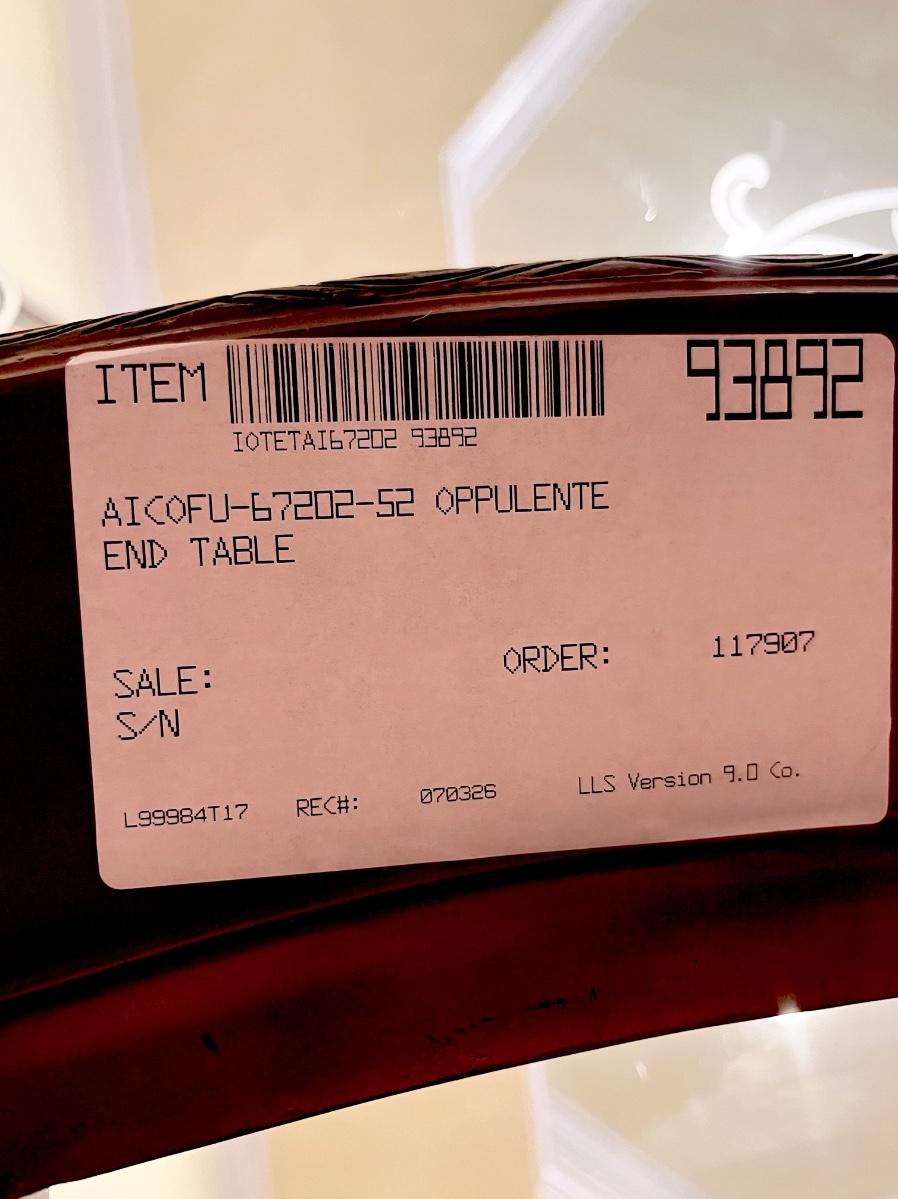 ITEM 93892
IOTETAI67202 93892
AICOFU-67202-52 OPPULENTE
END TABLE
SALE: ORDER: 117907
S/N
L99984T17 REC#: 070326 LLS Version 9.0 Co.